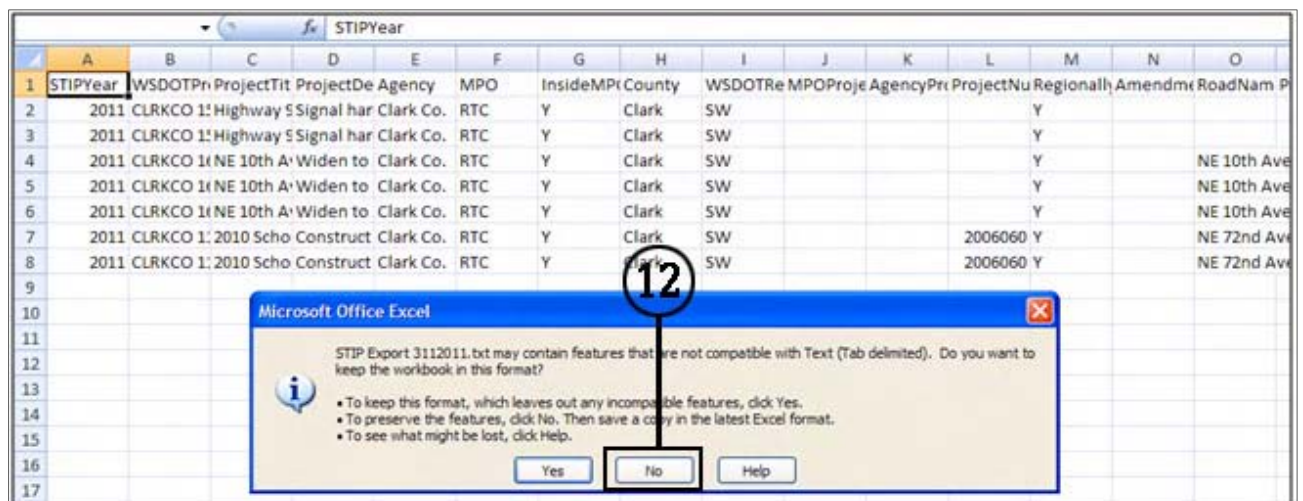 STIPYear
A B C D E F G H I J K L M N O
1 STIPYear WSDOTPr ProjectTit ProjectDe Agency MPO InsideMP County WSDOTRe MPOProje AgencyPr ProjectNu Regionall Amendme RoadNam P
2 2011 CLRKCO 1 Highway S Signal har Clark Co. RTC Y Clark SW Y
3 2011 CLRKCO 1 Highway S Signal har Clark Co. RTC Y Clark SW Y
4 2011 CLRKCO 1 NE 10th A Widen to Clark Co. RTC Y Clark SW Y NE 10th Ave
5 2011 CLRKCO 1 NE 10th A Widen to Clark Co. RTC Y Clark SW Y NE 10th Ave
6 2011 CLRKCO 1 NE 10th A Widen to Clark Co. RTC Y Clark SW Y NE 10th Ave
7 2011 CLRKCO 1 2010 Scho Construct Clark Co. RTC Y Clark SW 2006060 Y NE 72nd Ave
8 2011 CLRKCO 1 2010 Scho Construct Clark Co. RTC Y Clark SW 2006060 Y NE 72nd Ave
9
12
10
Microsoft Office Excel
11
STIP Export 3112011.txt may contain features that are not compatible with Text (Tab delimited). Do you want to
12
keep the workbook in this format?
13
• To keep this format, which leaves out any incompatible features, click Yes.
14
• To preserve the features, click No. Then save a copy in the latest Excel format.
15
• To see what might be lost, click Help.
16
Yes No Help
17